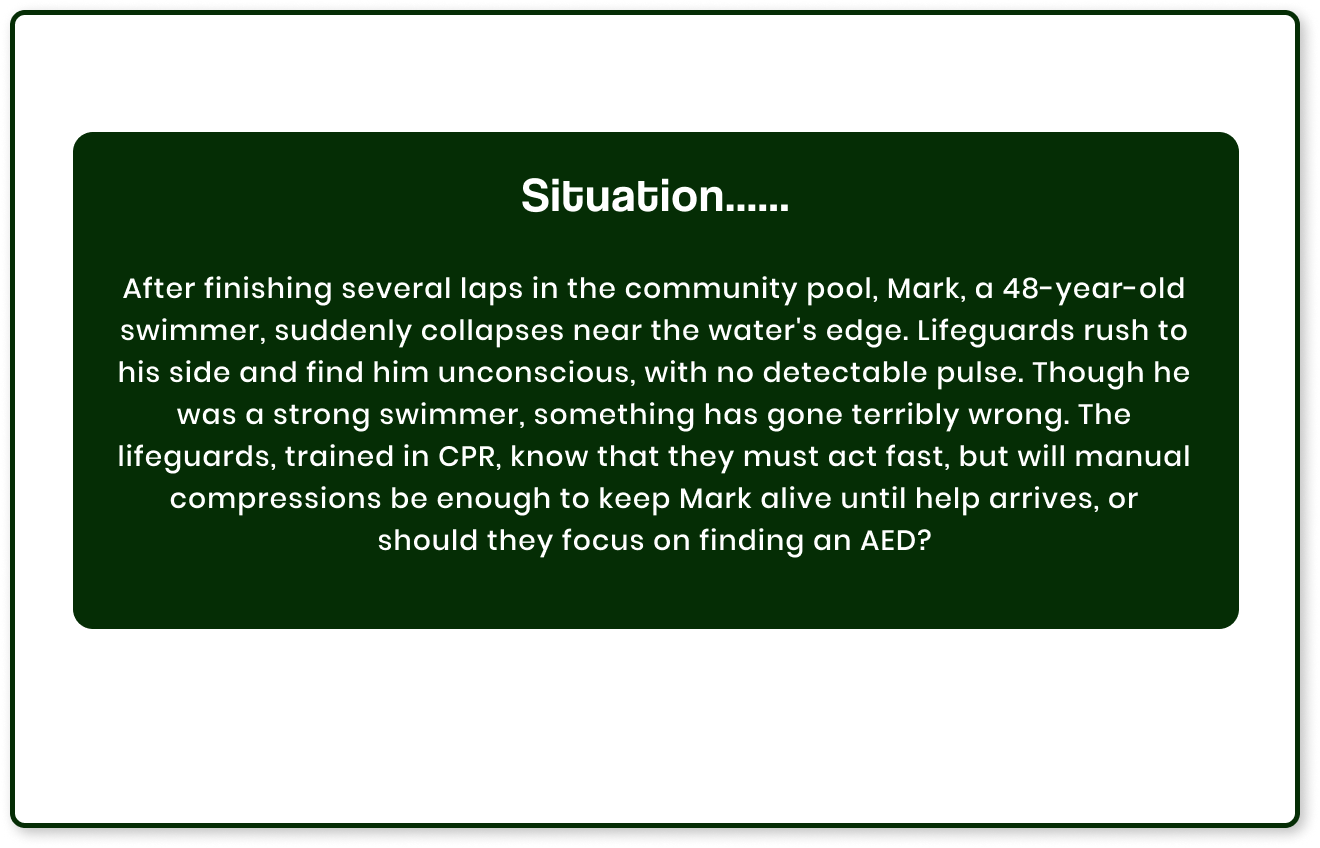 Situation......
After finishing several laps in the community pool, Mark, a 48-year-old
swimmer, suddenly collapses near the water's edge. Lifeguards rush to
his side and find him unconscious, with no detectable pulse. Though he
was a strong swimmer, something has gone terribly wrong. The
lifeguards, trained in CPR, know that they must act fast, but will manual
compressions be enough to keep Mark alive until help arrives, or
should they focus on finding an AED?